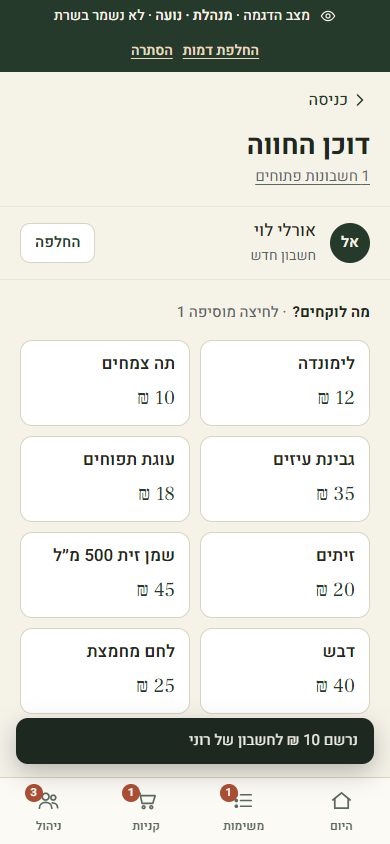 מצב הדגמה · מנהלת · נועה · לא נשמר בשרת
החלפת דמות הסתרה
כניסה
דוכן החווה
1 חשבונות פתוחים
אל
אורלי לוי
חשבון חדש
החלפה
מה לוקחים? · לחיצה מוסיפה 1
לימונדה
12 ₪
תה צמחים
10 ₪
גבינת עיזים
35 ₪
עוגת תפוחים
18 ₪
זיתים
20 ₪
שמן זית 500 מ״ל
45 ₪
דבש
40 ₪
לחם מחמצת
25 ₪
נרשם 10 ₪ לחשבון של רוני
היום
1
משימות
1
קניות
3
ניהול